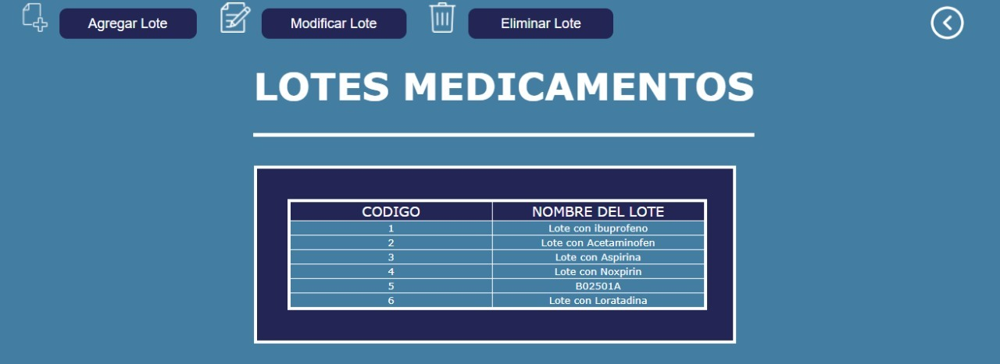 Agregar Lote Modificar Lote Eliminar Lote
LOTES MEDICAMENTOS
CODIGO NOMBRE DEL LOTE
1 Lote con ibuprofeno
2 Lote con Acetaminofen
3 Lote con Aspirina
4 Lote con Noxpirin
5 B02501A
6 Lote con Loratadina